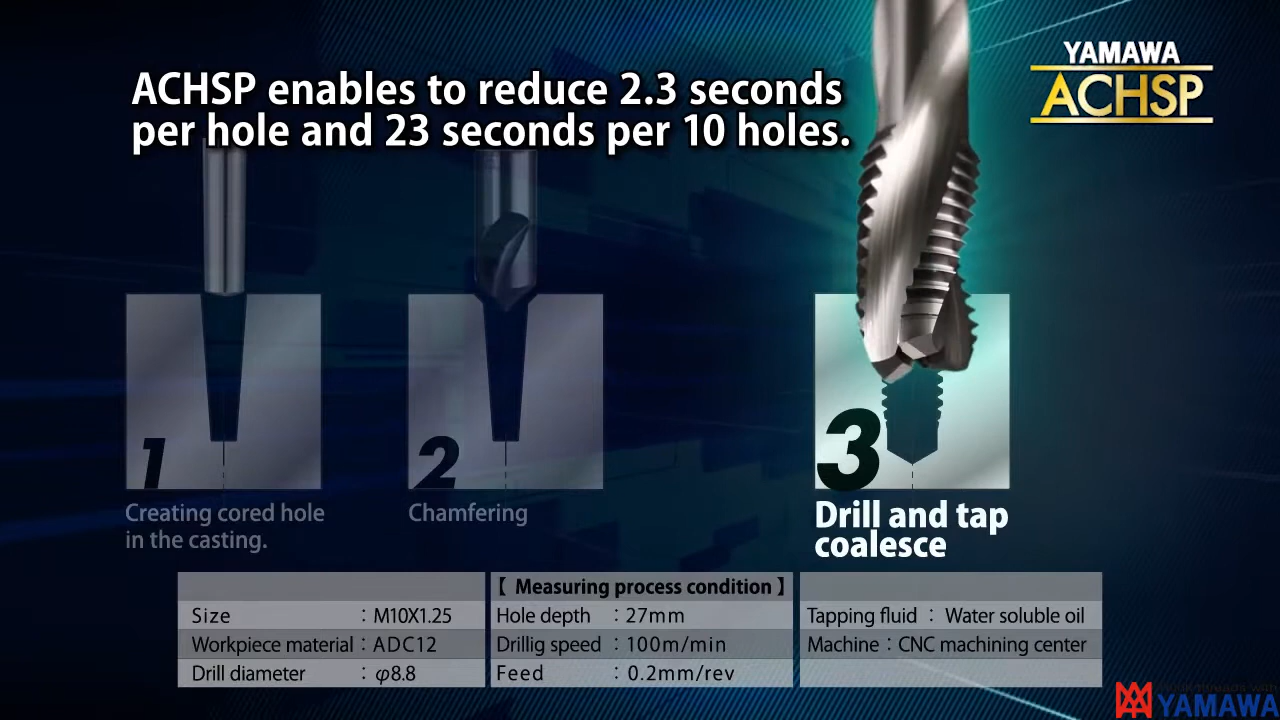 YAMAWA
ACHSP
ACHSP enables to reduce 2.3 seconds
per hole and 23 seconds per 10 holes.
1
2
3
Creating cored hole
in the casting.
Chamfering
Drill and tap
coalesce
【 Measuring process condition 】
Size : M10X1.25
Workpiece material : ADC12
Drill diameter : φ8.8
Hole depth : 27mm
Drillig speed : 100m/min
Feed : 0.2mm/rev
Tapping fluid : Water soluble oil
Machine : CNC machining center
YAMAWA